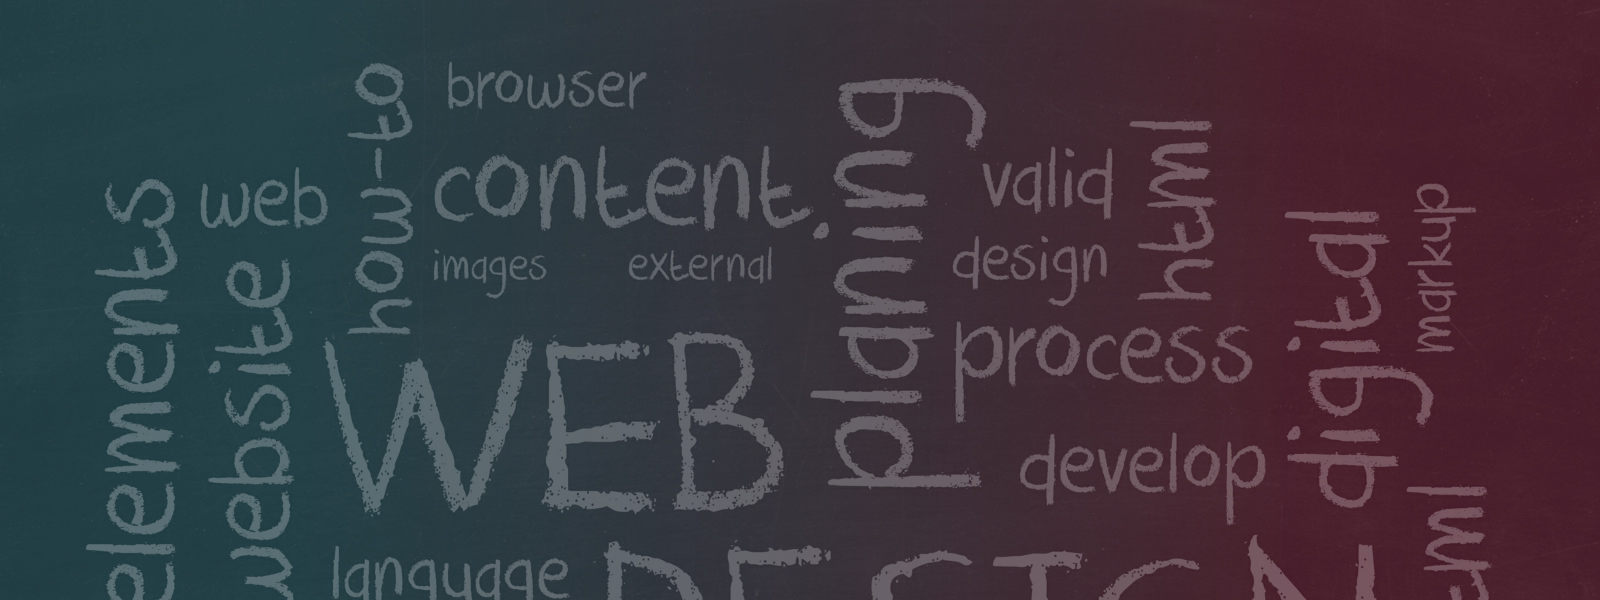 browser
how-to
content
planing
valid
html
web
elements
images
external
design
markup
digital
website
process
WEB
develop
language
DESIGN